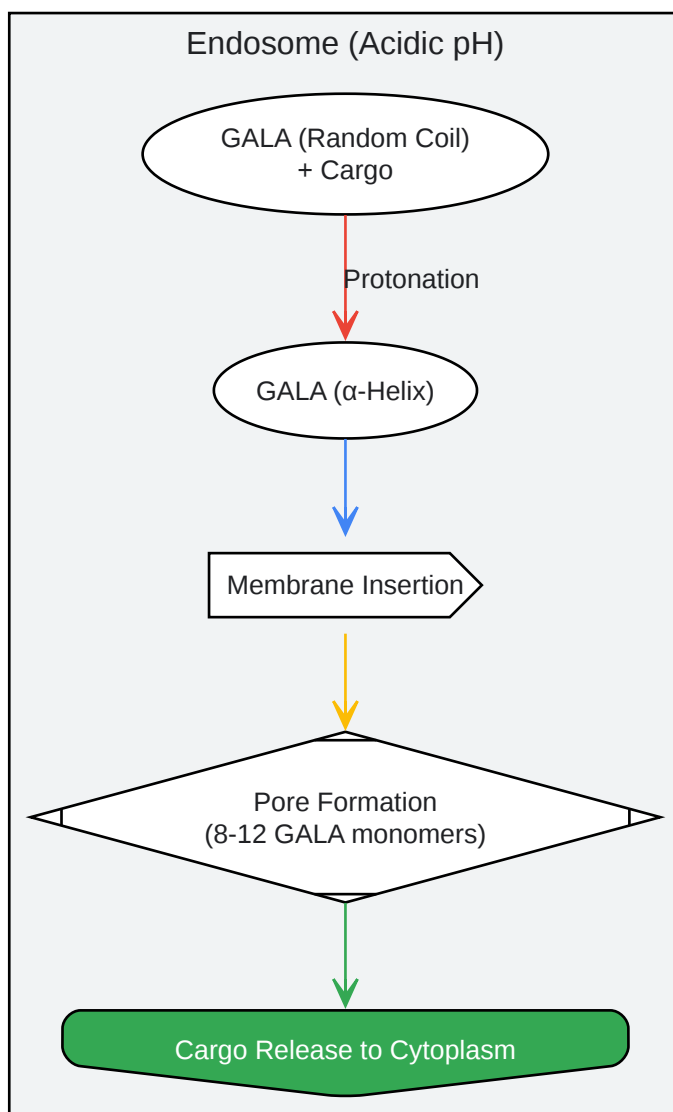 Endosome (Acidic pH)
GALA (Random Coil)
+ Cargo
Protonation
GALA (α-Helix)
Membrane Insertion
Pore Formation
(8-12 GALA monomers)
Cargo Release to Cytoplasm